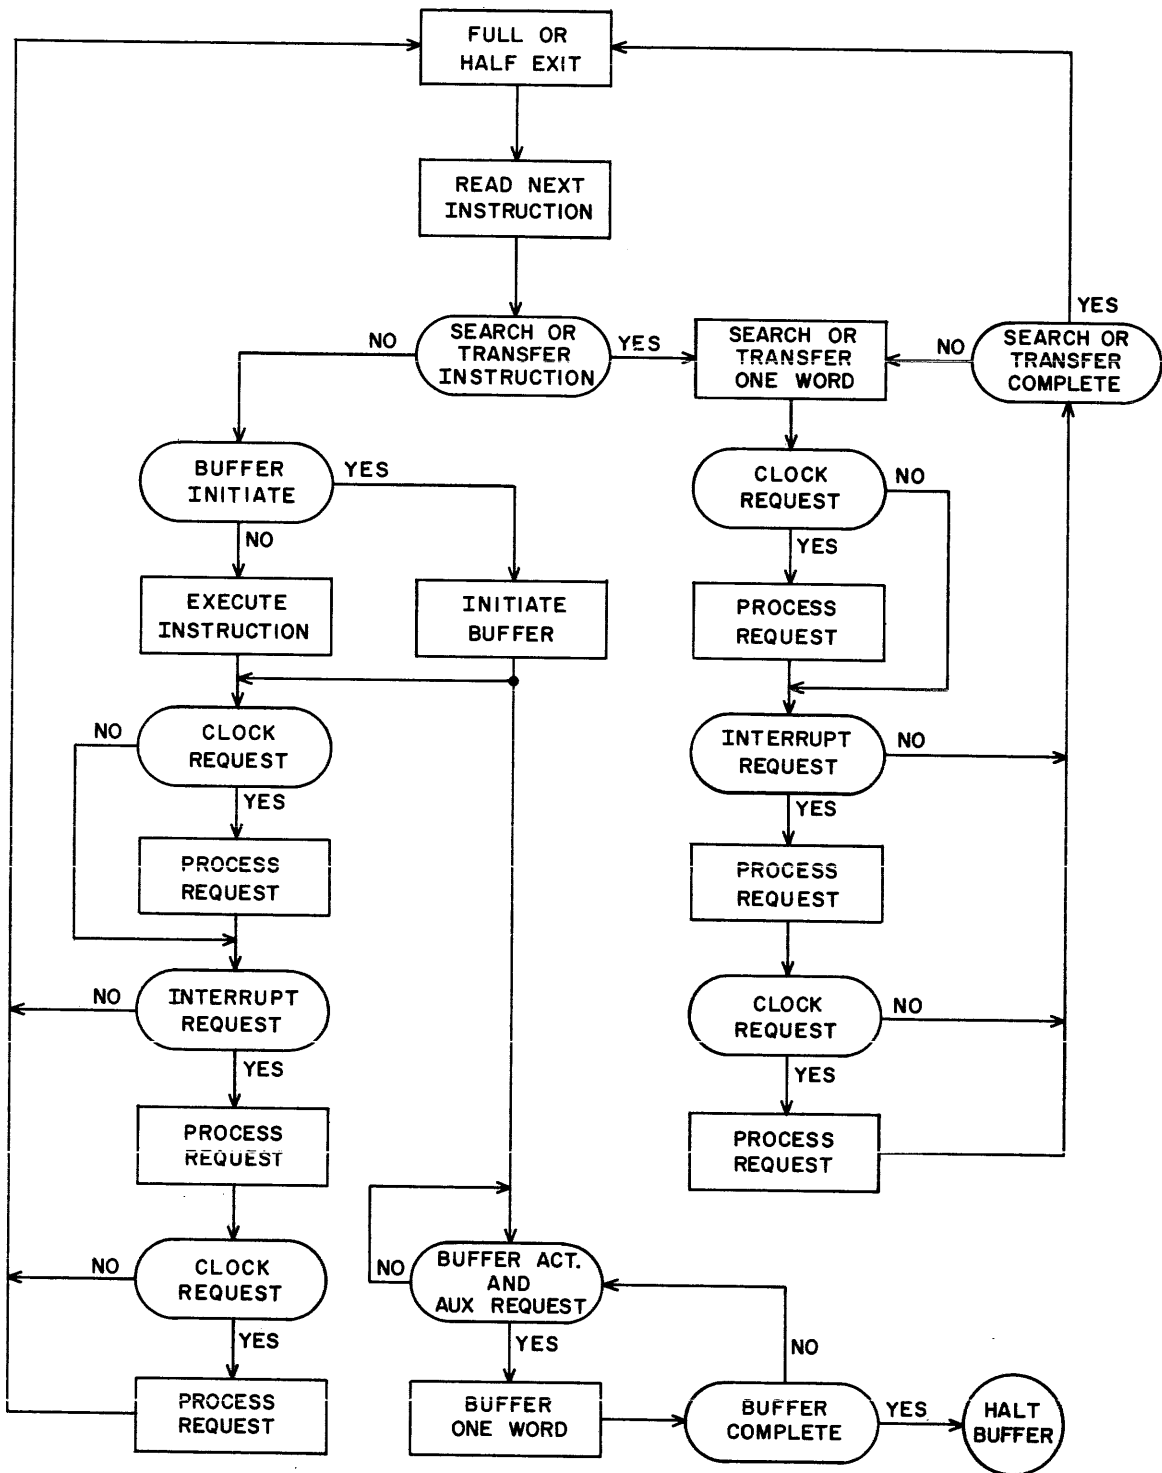 FULL OR
HALF EXIT
READ NEXT
INSTRUCTION
YES
NO
SEARCH OR
TRANSFER
INSTRUCTION
YES
SEARCH OR
TRANSFER
ONE WORD
NO
SEARCH OR
TRANSFER
COMPLETE
BUFFER
INITIATE
YES
NO
CLOCK
REQUEST
NO
YES
EXECUTE
INSTRUCTION
INITIATE
BUFFER
PROCESS
REQUEST
NO
CLOCK
REQUEST
YES
INTERRUPT
REQUEST
NO
YES
PROCESS
REQUEST
PROCESS
REQUEST
NO
INTERRUPT
REQUEST
YES
CLOCK
REQUEST
NO
YES
PROCESS
REQUEST
PROCESS
REQUEST
NO
CLOCK
REQUEST
YES
NO
BUFFER ACT.
AND
AUX REQUEST
YES
NO
PROCESS
REQUEST
BUFFER
ONE WORD
BUFFER
COMPLETE
YES
HALT
BUFFER